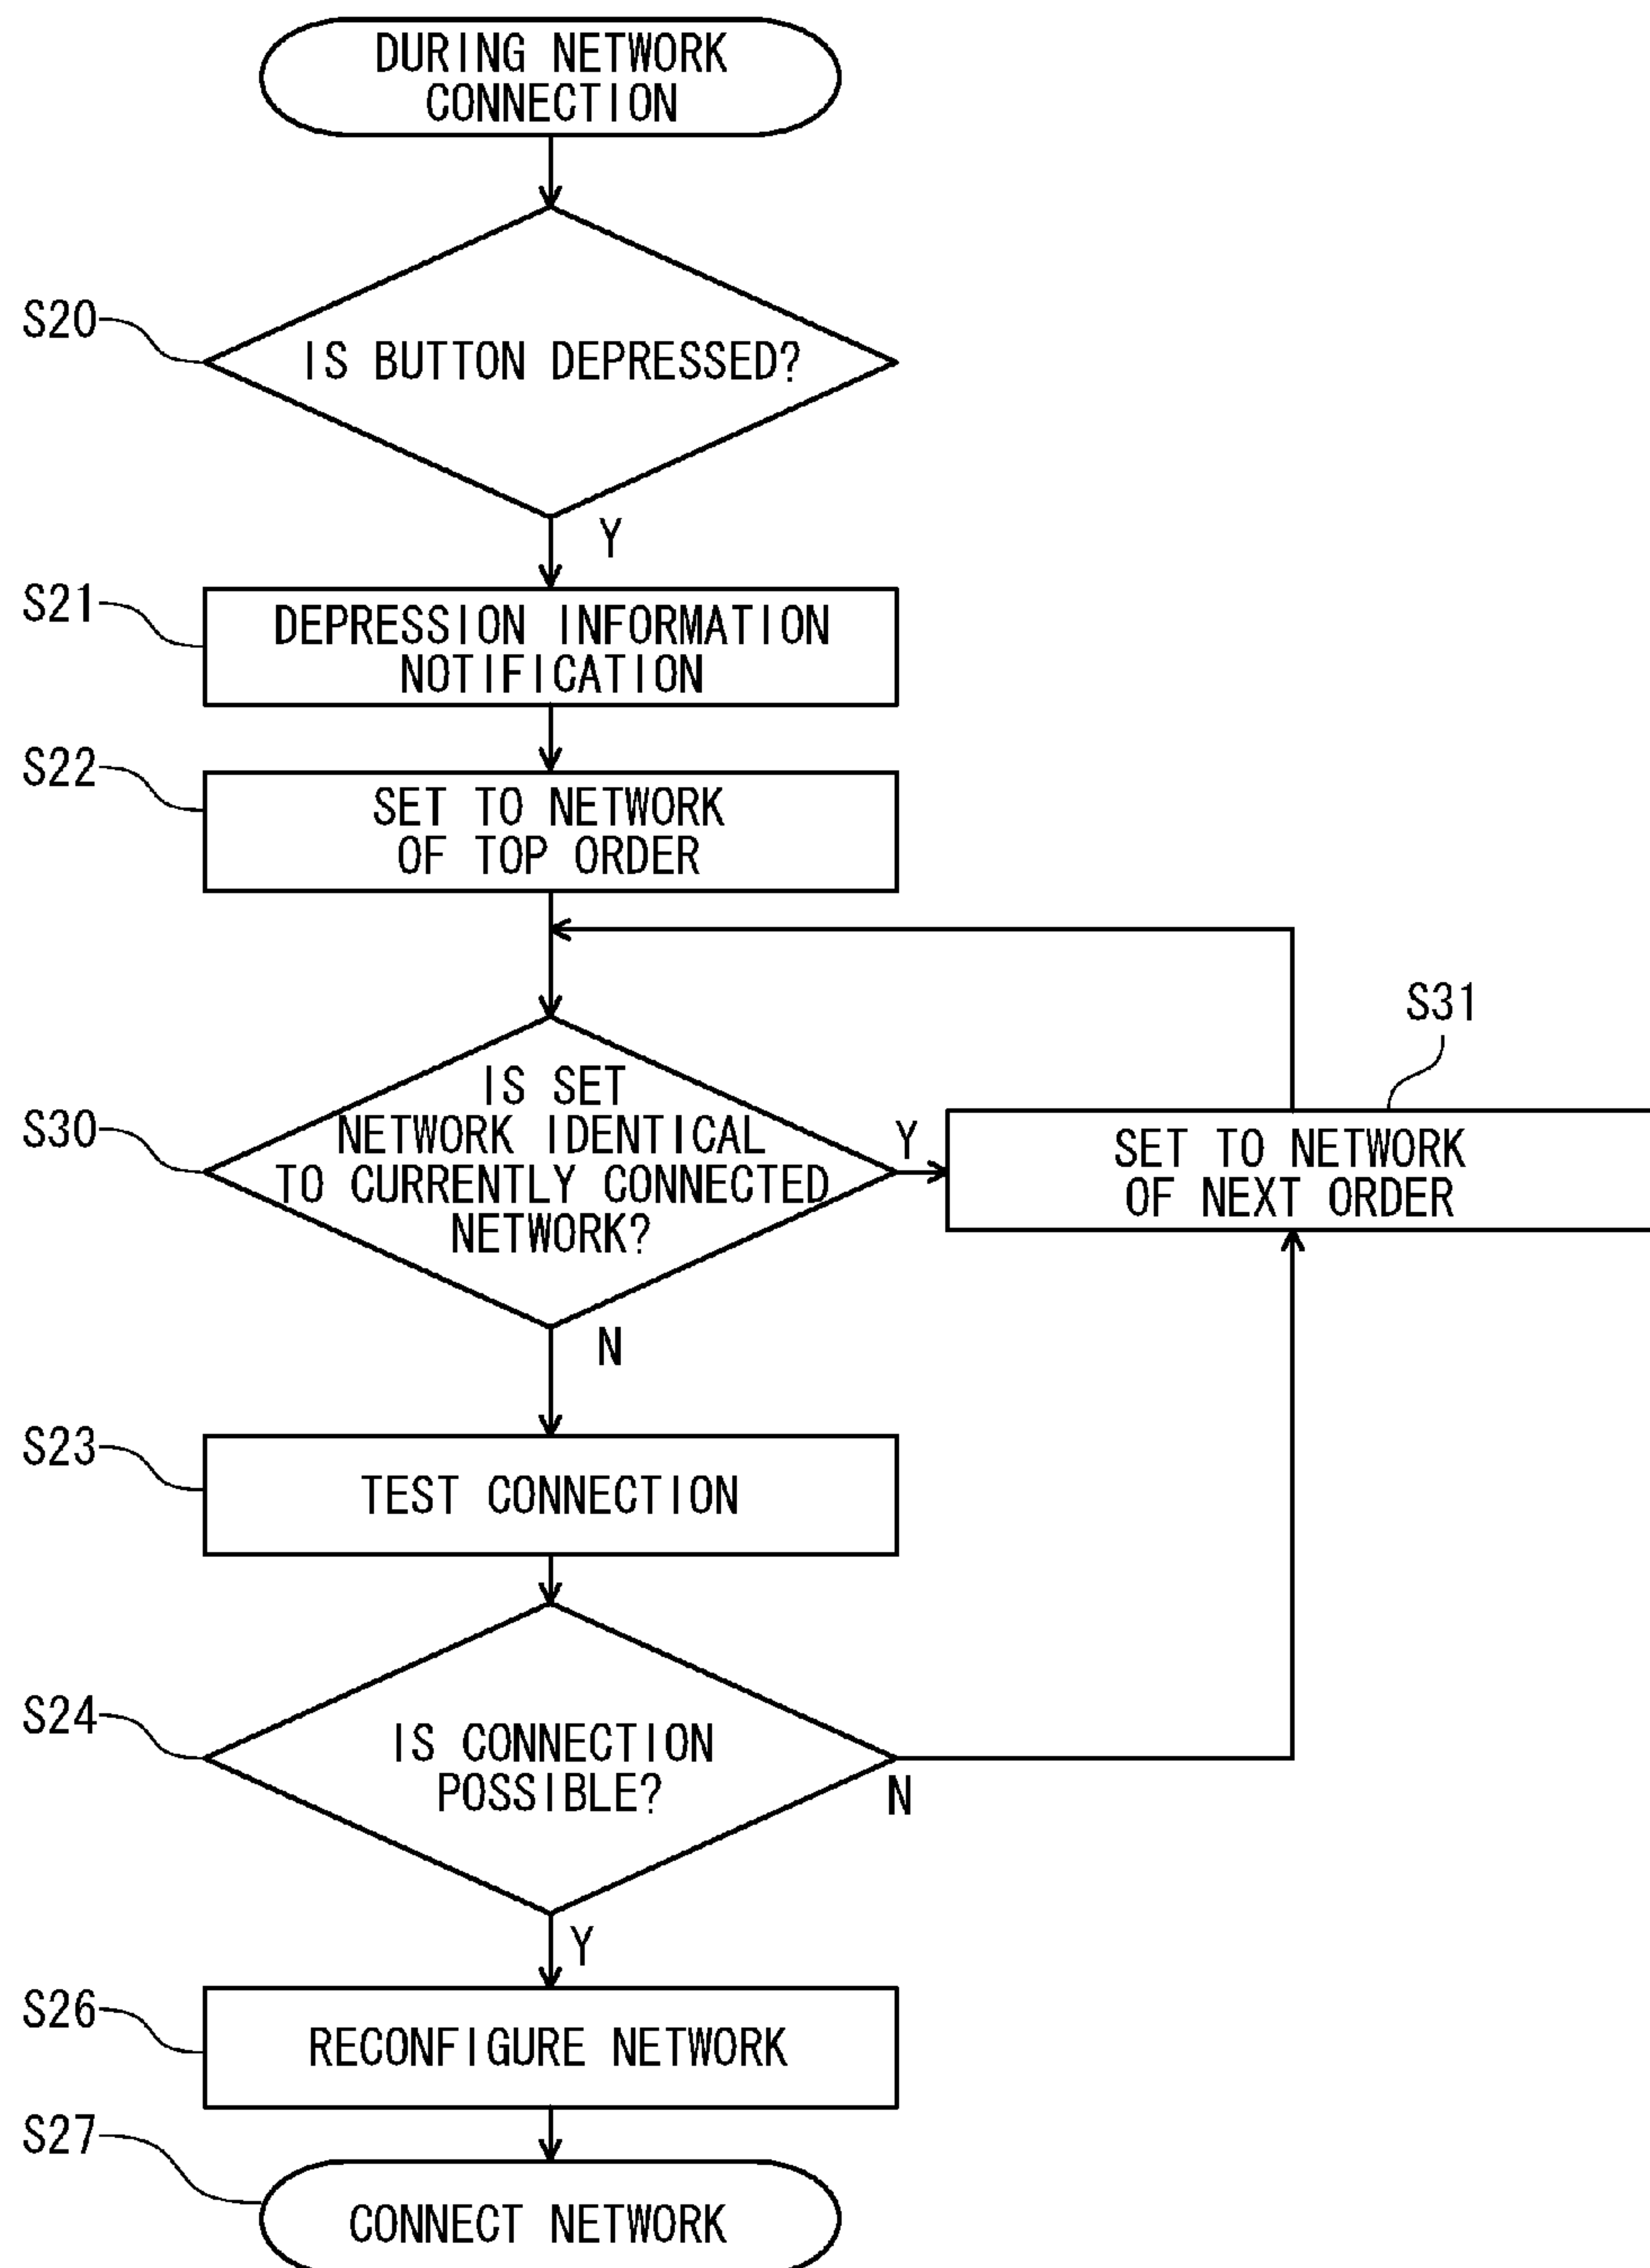 DURING NETWORK
CONNECTION
S20
IS BUTTON DEPRESSED?
Y
S21
DEPRESSION INFORMATION
NOTIFICATION
S22
SET TO NETWORK
OF TOP ORDER
S30
IS SET
NETWORK IDENTICAL
TO CURRENTLY CONNECTED
NETWORK?
Y
S31
SET TO NETWORK
OF NEXT ORDER
N
S23
TEST CONNECTION
S24
IS CONNECTION
POSSIBLE?
N
Y
S26
RECONFIGURE NETWORK
S27
CONNECT NETWORK